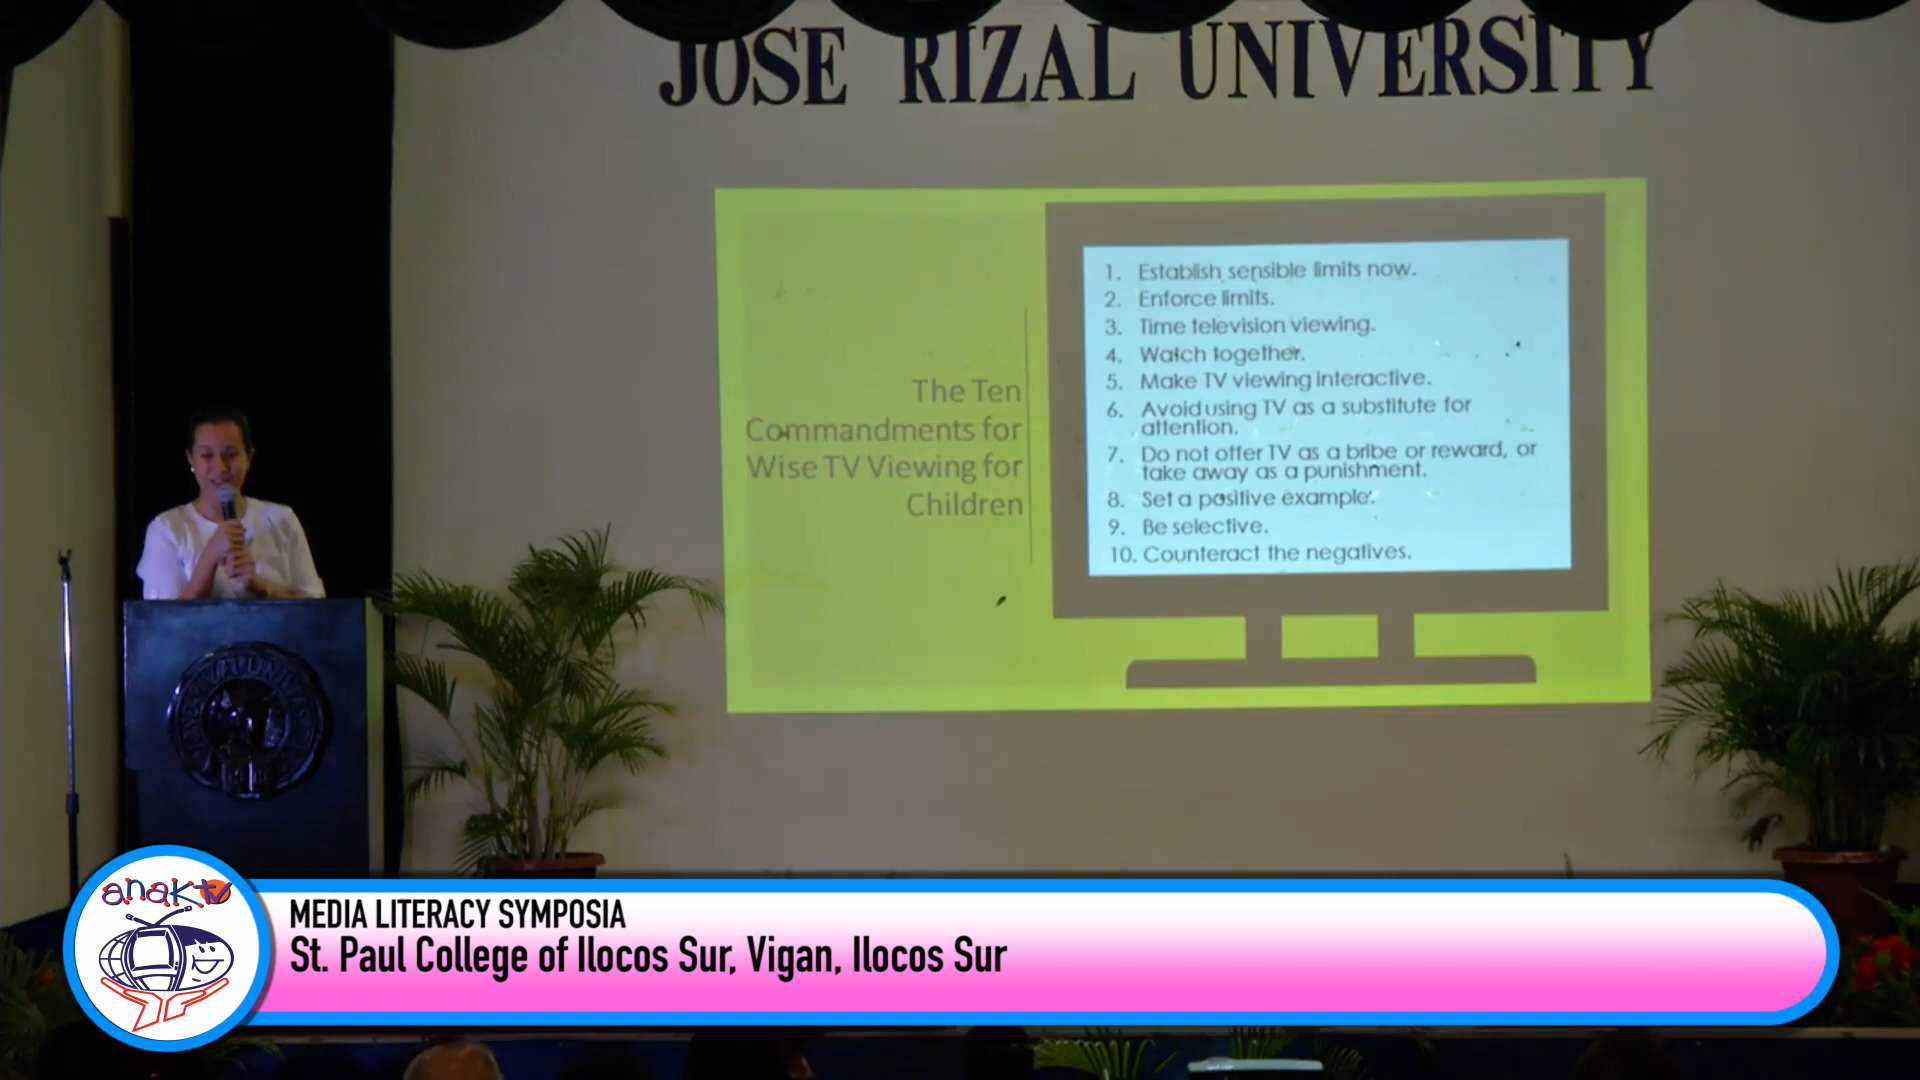 JOSE RIZAL UNIVERSITY
The Ten
Commandments for
Wise TV Viewing for
Children
1. Establish sensible limits now.
2. Enforce limits.
3. Time television viewing.
4. Watch together.
5. Make TV viewing interactive.
6. Avoid using TV as a substitute for
attention.
7. Do not offer TV as a bribe or reward, or
take away as a punishment.
8. Set a positive example.
9. Be selective.
10. Counteract the negatives.
anak tv
MEDIA LITERACY SYMPOSIA
St. Paul College of Ilocos Sur, Vigan, Ilocos Sur